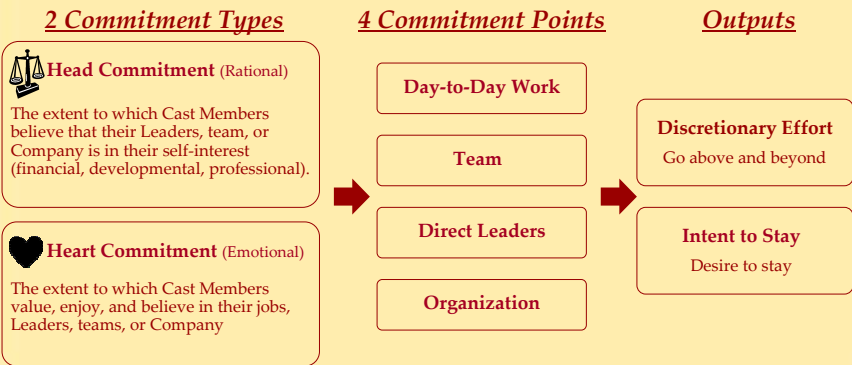 2 Commitment Types
Head Commitment (Rational)
The extent to which Cast Members
believe that their Leaders, team, or
Company is in their self-interest
(financial, developmental, professional).
Heart Commitment (Emotional)
The extent to which Cast Members
value, enjoy, and believe in their jobs,
Leaders, teams, or Company
4 Commitment Points
Day-to-Day Work
Team
Direct Leaders
Organization
Outputs
Discretionary Effort
Go above and beyond
Intent to Stay
Desire to stay